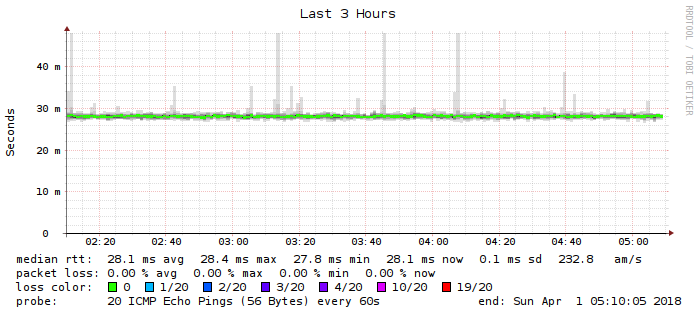 Last 3 Hours
RRDTOOL / TOBI OETIKER
Seconds
40 m
30 m
20 m
10 m
0
02:20 02:40 03:00 03:20 03:40 04:00 04:20 04:40 05:00
median rtt: 28.1 ms avg 28.4 ms max 27.8 ms min 28.1 ms now 0.1 ms sd 232.8 am/s
packet loss: 0.00 % avg 0.00 % max 0.00 % min 0.00 % now
loss color: 0 1/20 2/20 3/20 4/20 10/20 19/20
probe: 20 ICMP Echo Pings (56 Bytes) every 60s end: Sun Apr 1 05:10:05 2018